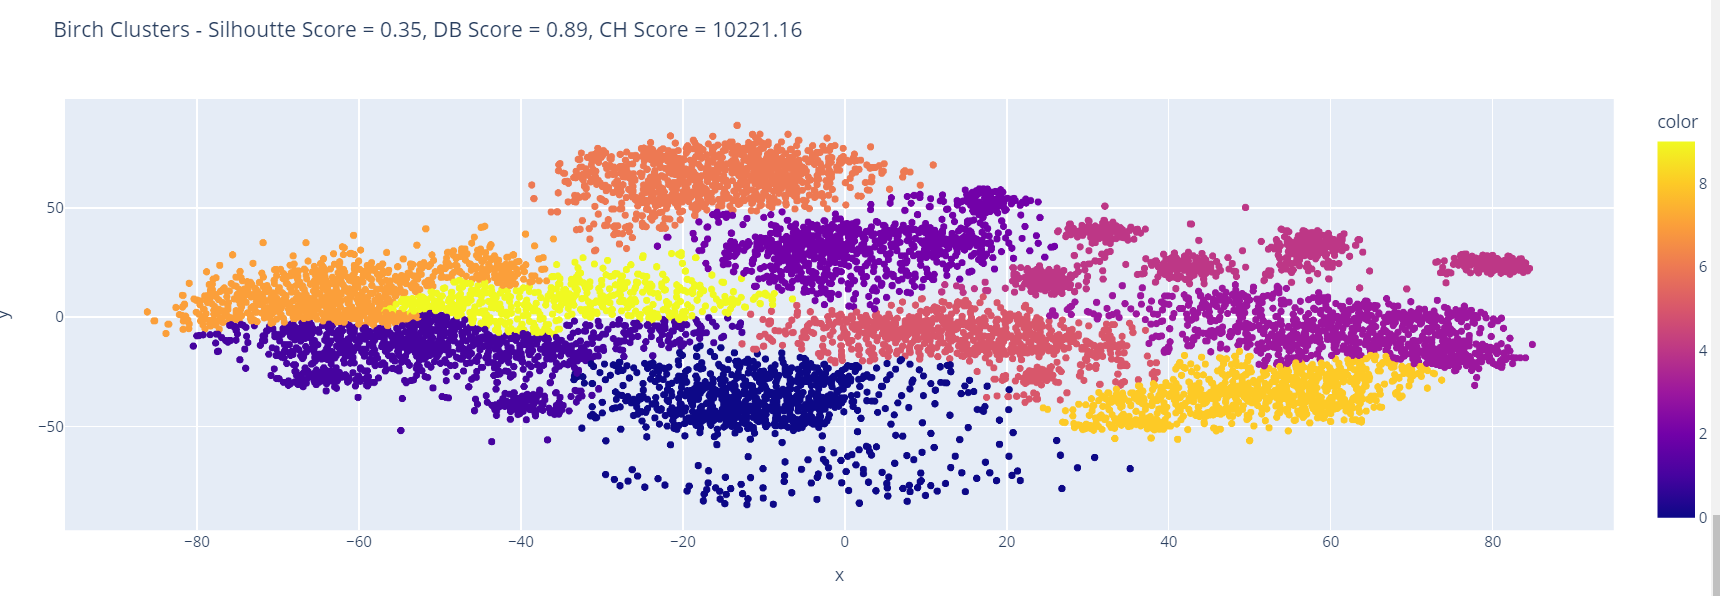 Birch Clusters - Silhoutte Score = 0.35, DB Score = 0.89, CH Score = 10221.16
color
8
6
4
2
0
50
0
−50
y
−80 −60 −40 −20 0 20 40 60 80
x